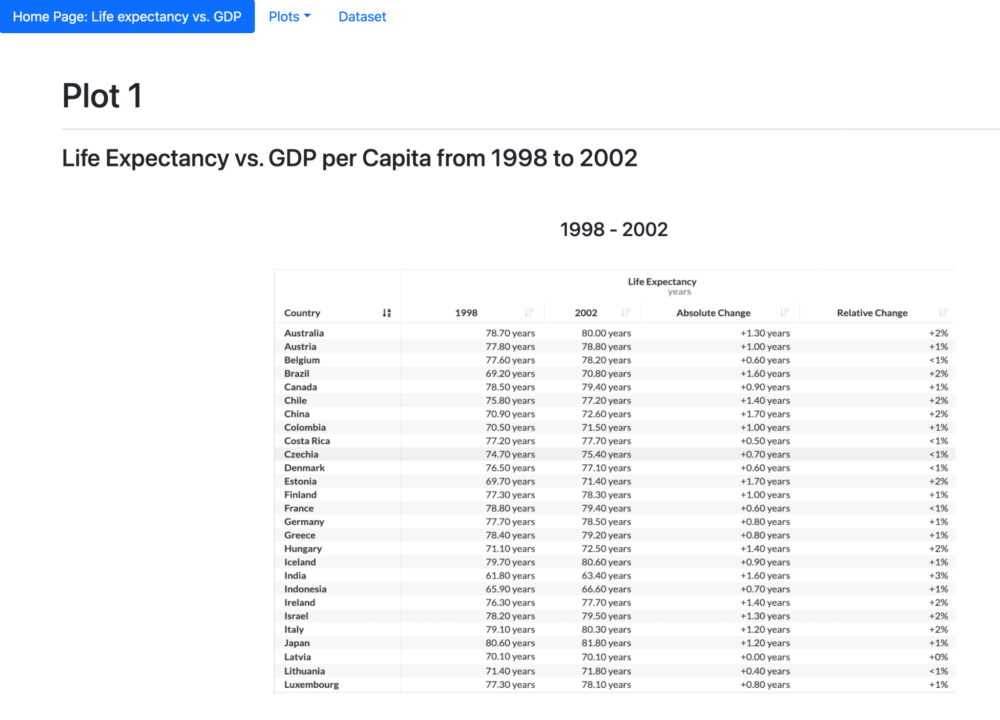 Home Page: Life expectancy vs. GDP Plots Dataset
Plot 1
Life Expectancy vs. GDP per Capita from 1998 to 2002
1998 - 2002
Life Expectancy
years
Country 1998 2002 Absolute Change Relative Change
Australia 78.70 years 80.00 years +1.30 years +2%
Austria 77.80 years 78.80 years +1.00 years +1%
Belgium 77.60 years 78.20 years +0.60 years <1%
Brazil 69.20 years 70.80 years +1.60 years +2%
Canada 78.50 years 79.40 years +0.90 years +1%
Chile 75.80 years 77.20 years +1.40 years +2%
China 70.90 years 72.60 years +1.70 years +2%
Colombia 70.50 years 71.50 years +1.00 years +1%
Costa Rica 77.20 years 77.70 years +0.50 years <1%
Czechia 74.70 years 75.40 years +0.70 years <1%
Denmark 76.50 years 77.10 years +0.60 years <1%
Estonia 69.70 years 71.40 years +1.70 years +2%
Finland 77.30 years 78.30 years +1.00 years +1%
France 78.80 years 79.40 years +0.60 years <1%
Germany 77.70 years 78.50 years +0.80 years +1%
Greece 78.40 years 79.20 years +0.80 years +1%
Hungary 71.10 years 72.50 years +1.40 years +2%
Iceland 79.70 years 80.60 years +0.90 years +1%
India 61.80 years 63.40 years +1.60 years +3%
Indonesia 65.90 years 66.60 years +0.70 years +1%
Ireland 76.30 years 77.70 years +1.40 years +2%
Israel 78.20 years 79.50 years +1.30 years +2%
Italy 79.10 years 80.30 years +1.20 years +2%
Japan 80.60 years 81.80 years +1.20 years +1%
Latvia 70.10 years 70.10 years +0.00 years +0%
Lithuania 71.40 years 71.80 years +0.40 years <1%
Luxembourg 77.30 years 78.10 years +0.80 years +1%